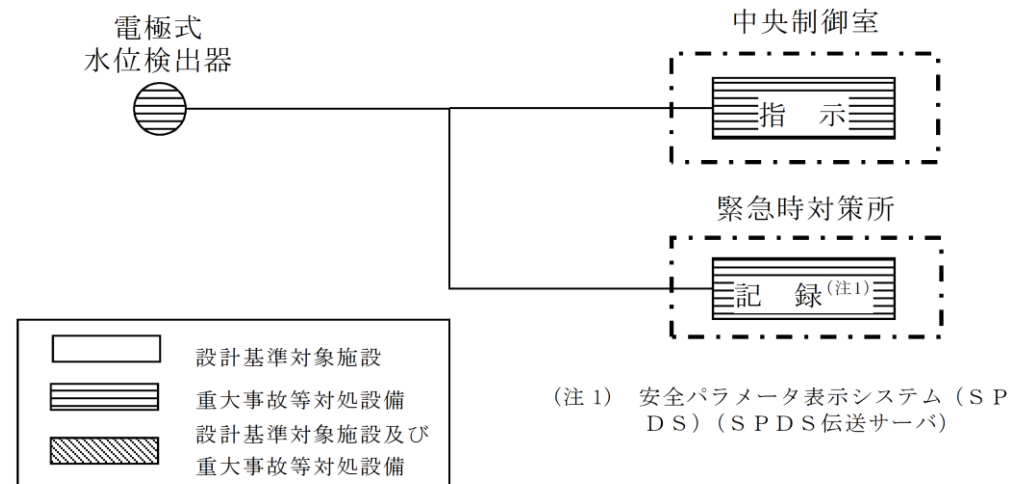 電極式
水位検出器
中央制御室
指　示
緊急時対策所
記　録(注1)
設計基準対象施設
重大事故等対処設備
設計基準対象施設及び
重大事故等対処設備
(注1)　安全パラメータ表示システム（ＳＰ
ＤＳ）（ＳＰＤＳ伝送サーバ）